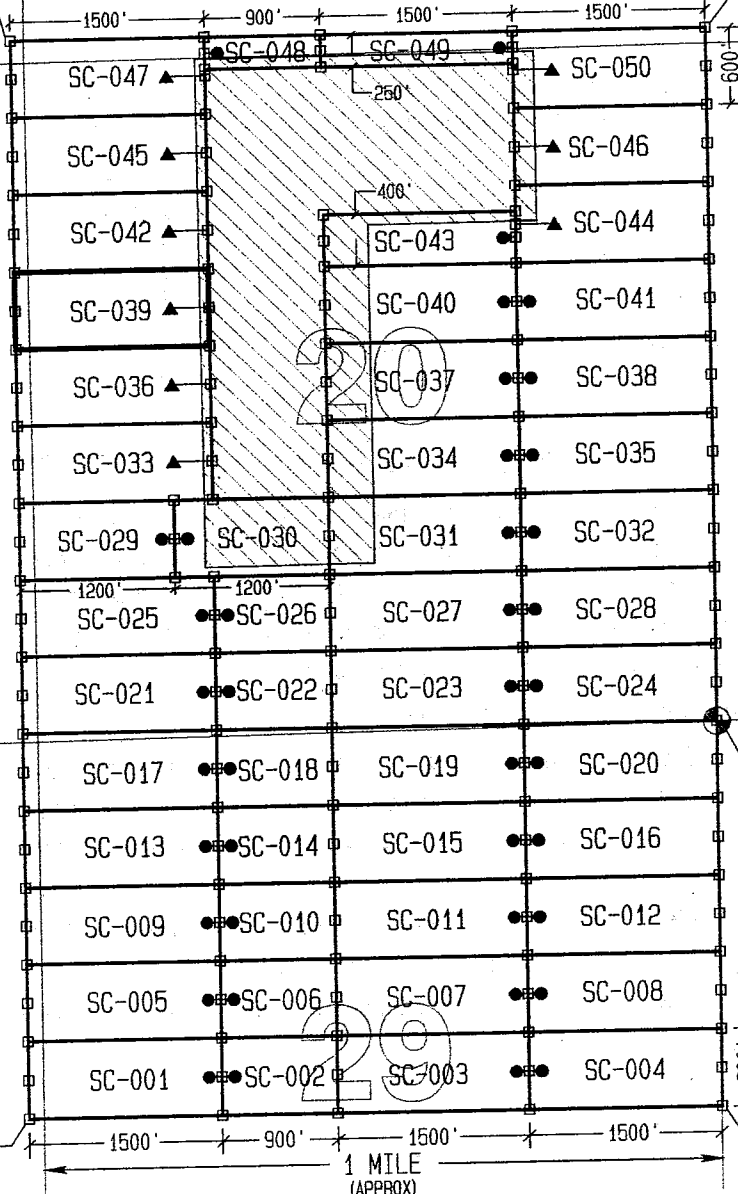 1500' 900' 1500' 1500'
SC-048 SC-049
SC-047 SC-050
600'
250'
SC-045 SC-046
400'
SC-042 SC-043 SC-044
SC-039 SC-040 SC-041
20
SC-036 SC-037 SC-038
SC-033 SC-034 SC-035
SC-029 SC-030 SC-031 SC-032
1200' 1200'
SC-025 SC-026 SC-027 SC-028
SC-021 SC-022 SC-023 SC-024
SC-017 SC-018 SC-019 SC-020
SC-013 SC-014 SC-015 SC-016
SC-009 SC-010 SC-011 SC-012
SC-005 SC-006 SC-007 SC-008
29
SC-001 SC-002 SC-003 SC-004
1500' 900' 1500' 1500'
1 MILE
(APPROX)